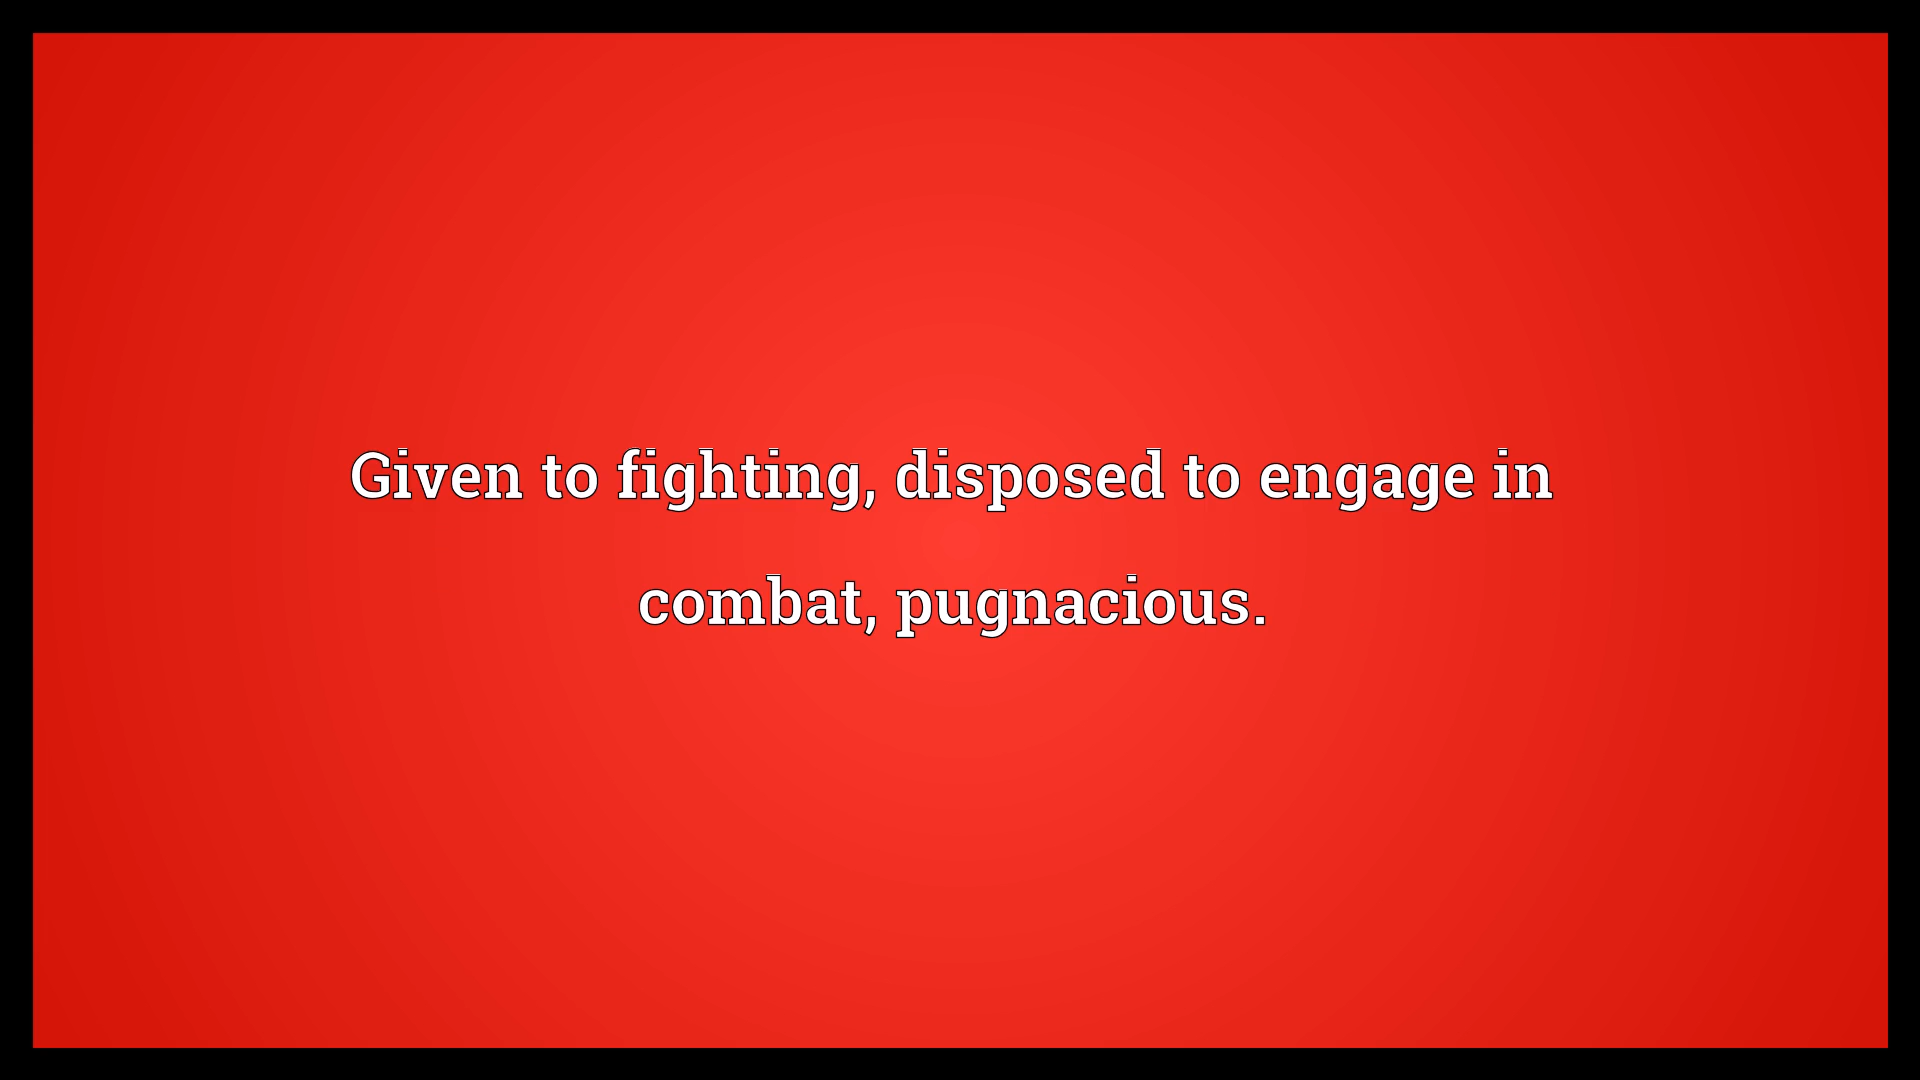 Given to fighting, disposed to engage in
combat, pugnacious.